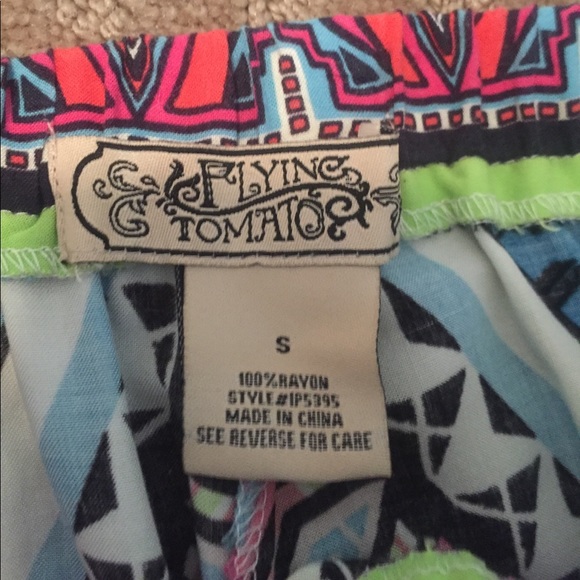 FLYING
TOMATO
S
100%RAYON
STYLE#IP5395
MADE IN CHINA
SEE REVERSE FOR CARE